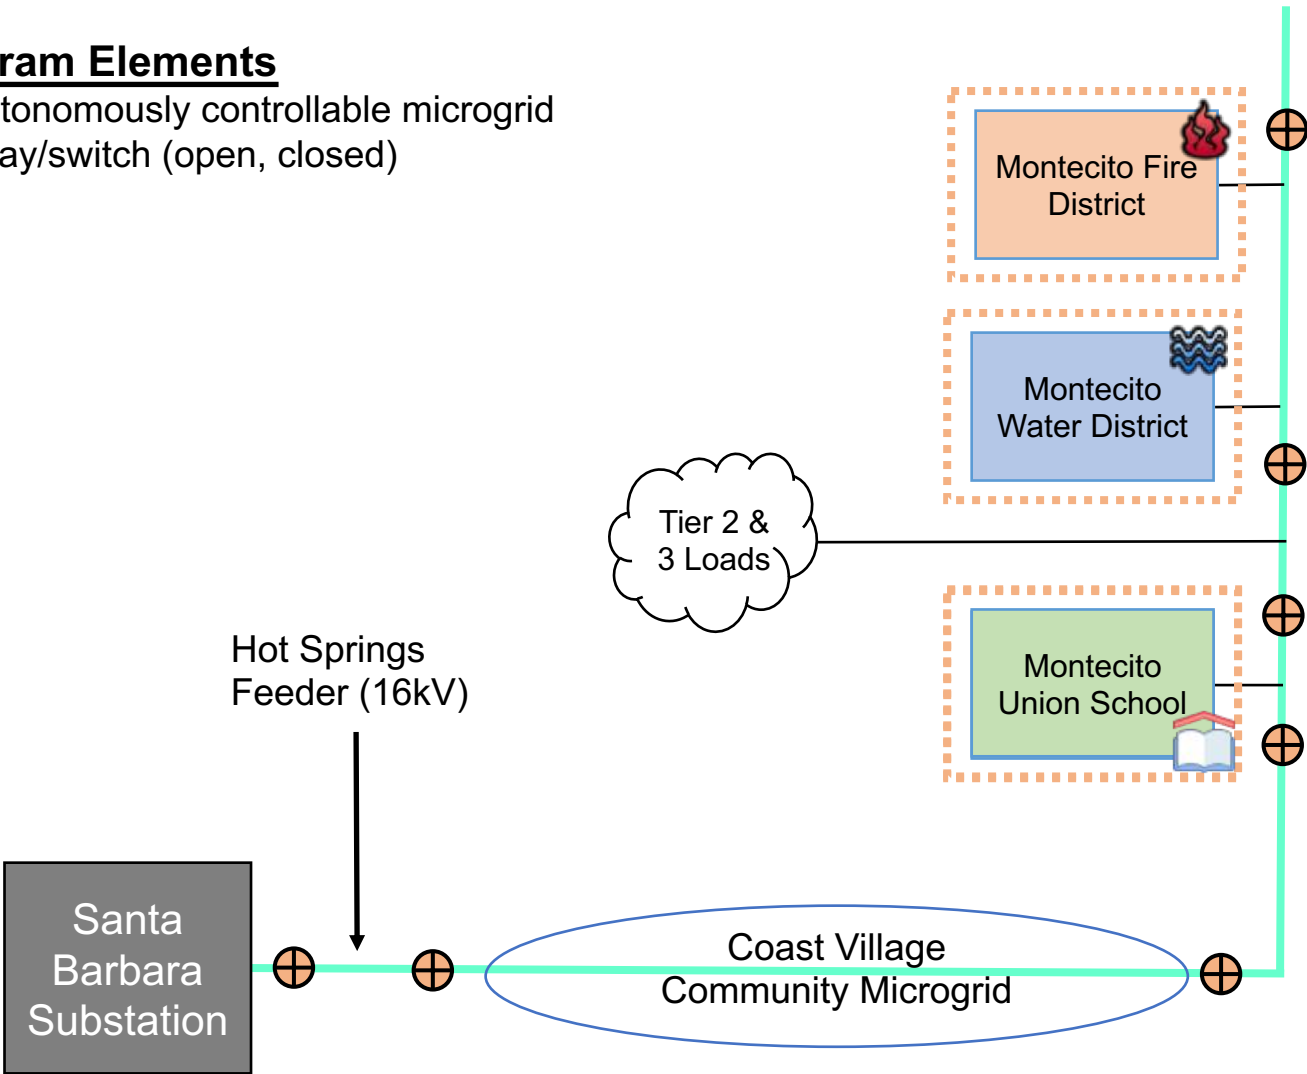 ram Elements
tonomously controllable microgrid
ay/switch (open, closed)
Montecito Fire
District
Montecito
Water District
Tier 2 &
3 Loads
Montecito
Union School
Hot Springs
Feeder (16kV)
Santa
Barbara
Substation
Coast Village
Community Microgrid